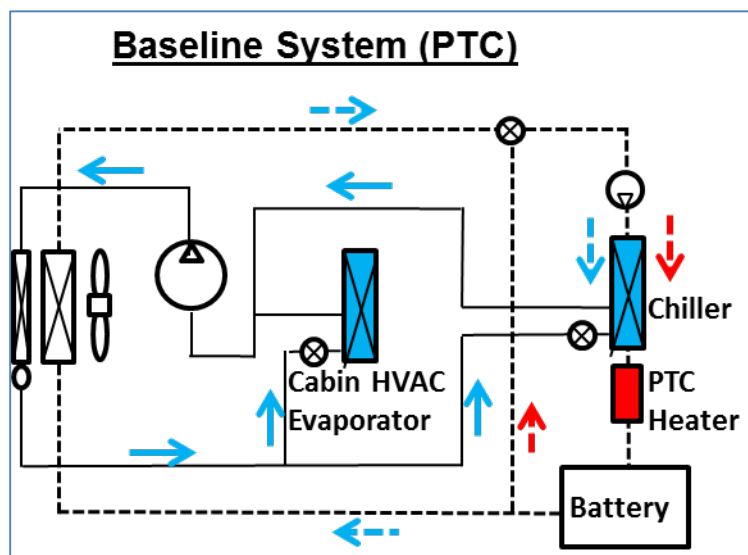 Baseline System (PTC)
Chiller
Cabin HVAC
Evaporator
PTC
Heater
Battery